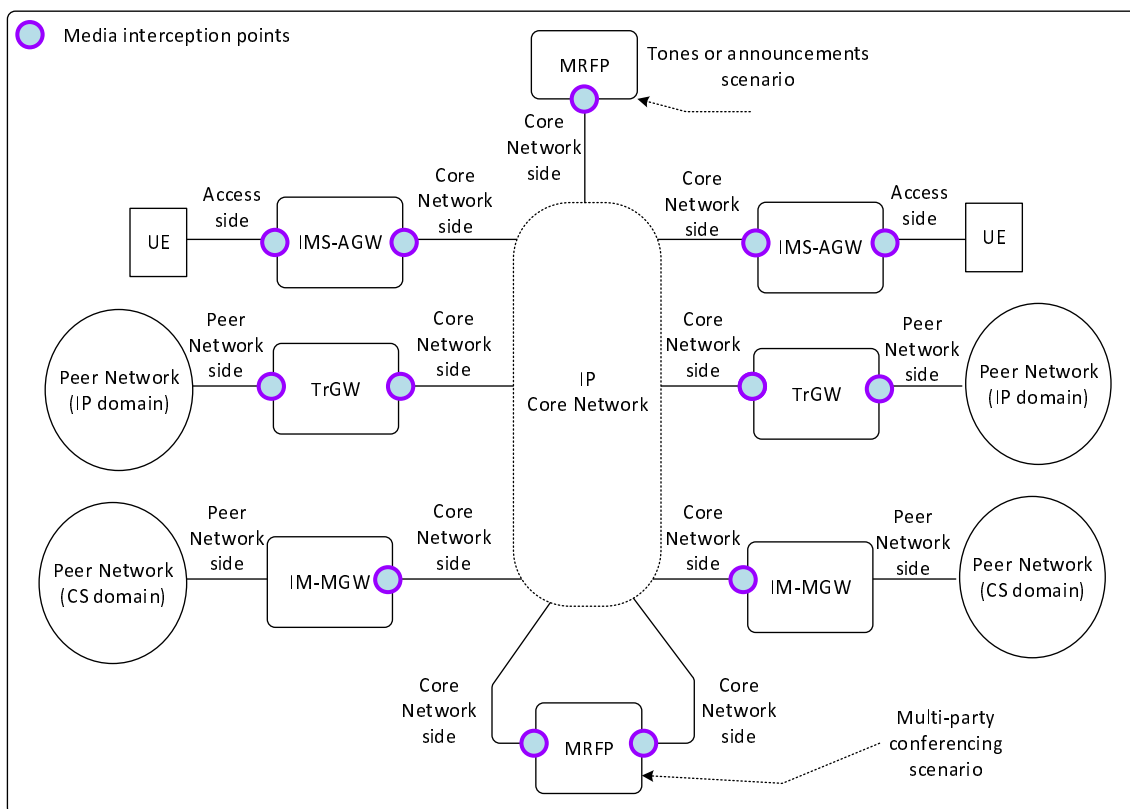 Media interception points
MRFP
Tones or announcements
scenario
Core
Network
side
Access
side
Core
Network
side
UE
IMS-AGW
Core
Network
side
Access
side
IMS-AGW
UE
Peer
Network
side
Core
Network
side
Peer Network
(IP domain)
TrGW
IP
Core Network
Core
Network
side
Peer
Network
side
TrGW
Peer Network
(IP domain)
Peer
Network
side
Core
Network
side
Peer Network
(CS domain)
IM-MGW
Core
Network
side
Peer
Network
side
IM-MGW
Peer Network
(CS domain)
Core
Network
side
MRFP
Core
Network
side
Multi-party
conferencing
scenario